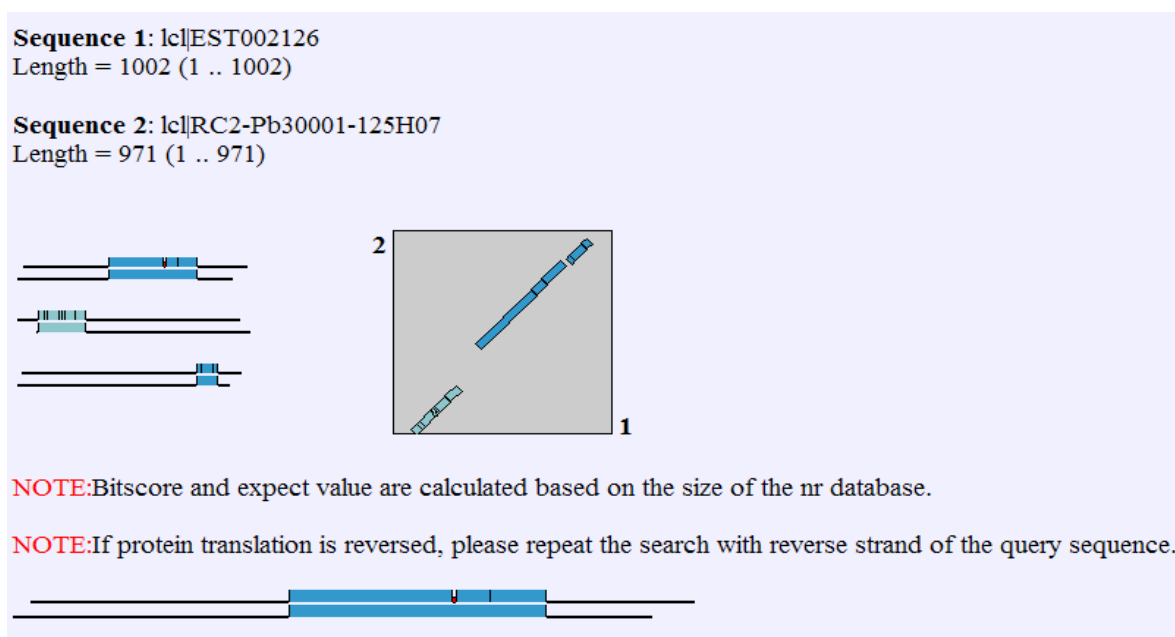 Sequence 1: lcl|EST002126
Length = 1002 (1 .. 1002)
Sequence 2: lcl|RC2-Pb30001-125H07
Length = 971 (1 .. 971)
2
1
NOTE:Bitscore and expect value are calculated based on the size of the nr database.
NOTE:If protein translation is reversed, please repeat the search with reverse strand of the query sequence.